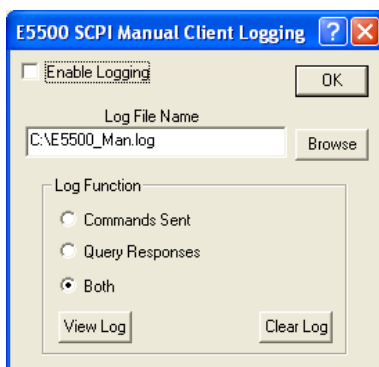 E5500 SCPI Manual Client Logging
Enable Logging
OK
Log File Name
C:\E5500_Man.log
Browse
Log Function
Commands Sent
Query Responses
Both
View Log
Clear Log